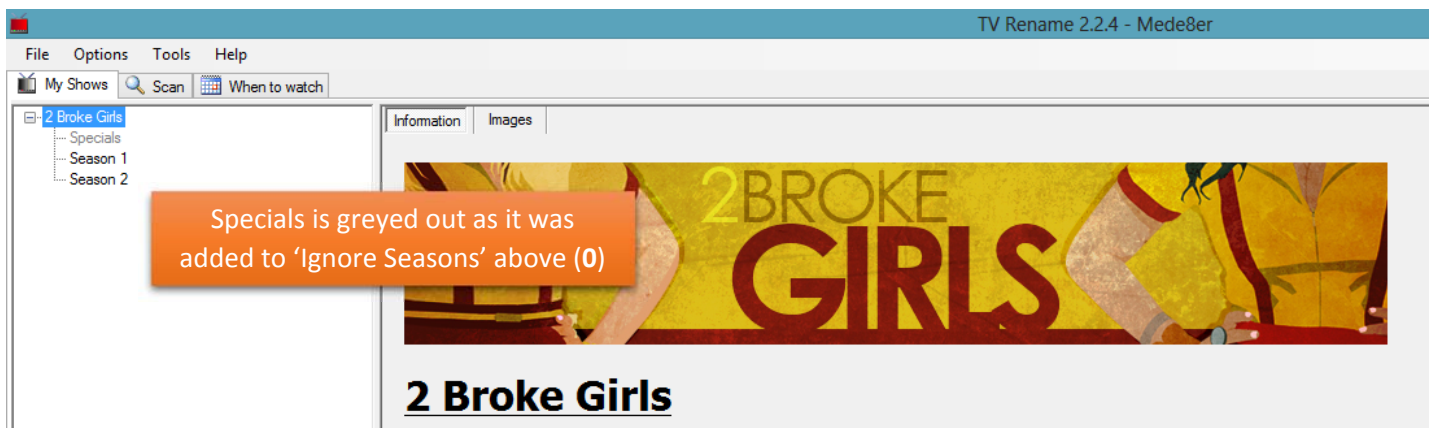 TV Rename 2.2.4 - Mede8er
File Options Tools Help
My Shows Scan When to watch
2 Broke Girls
Specials
Season 1
Season 2
Information Images
2BROKE
GIRLS
Specials is greyed out as it was
added to ‘Ignore Seasons’ above (0)
2 Broke Girls